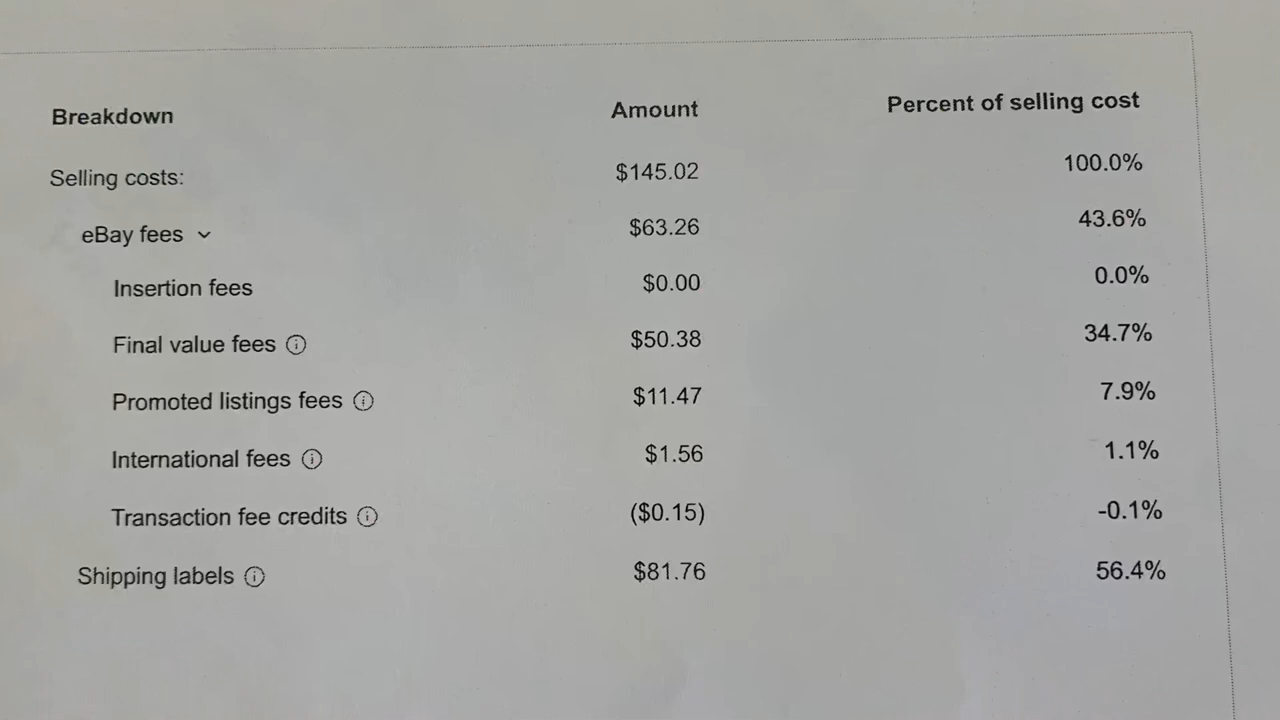 Breakdown Amount Percent of selling cost
Selling costs: $145.02 100.0%
eBay fees $63.26 43.6%
Insertion fees $0.00 0.0%
Final value fees $50.38 34.7%
Promoted listings fees $11.47 7.9%
International fees $1.56 1.1%
Transaction fee credits ($0.15) -0.1%
Shipping labels $81.76 56.4%